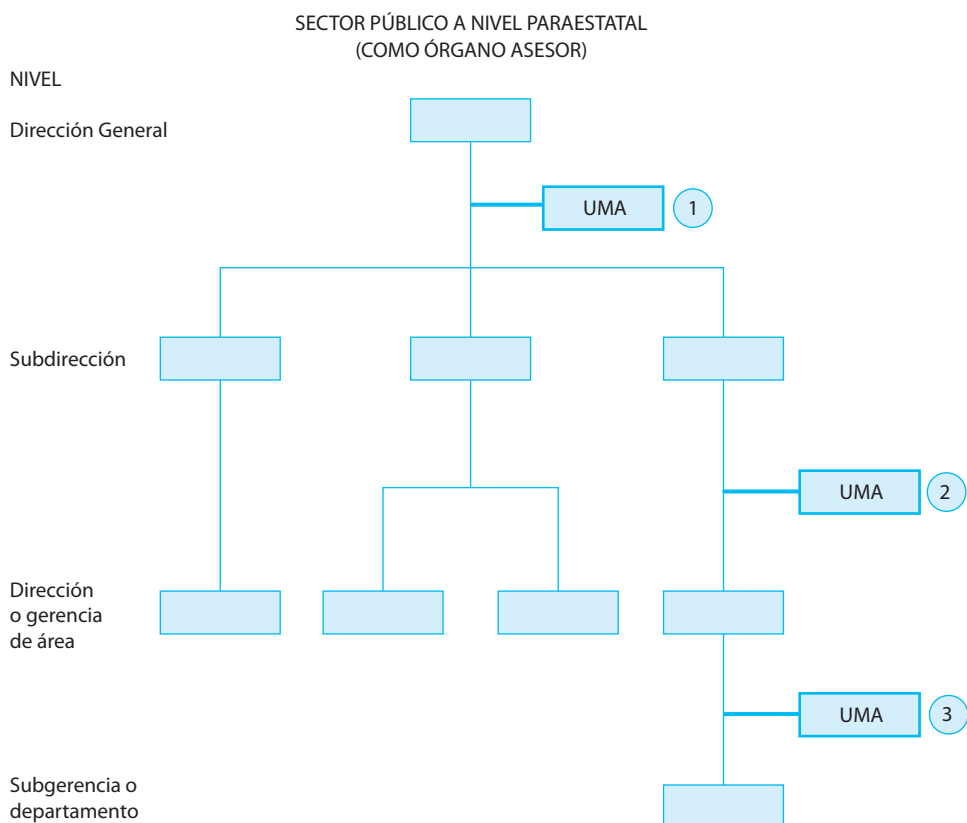 SECTOR PÚBLICO A NIVEL PARAESTATAL
(COMO ÓRGANO ASESOR)
NIVEL
Dirección General
UMA 1
Subdirección
UMA 2
Dirección
o gerencia
de área
UMA 3
Subgerencia o
departamento